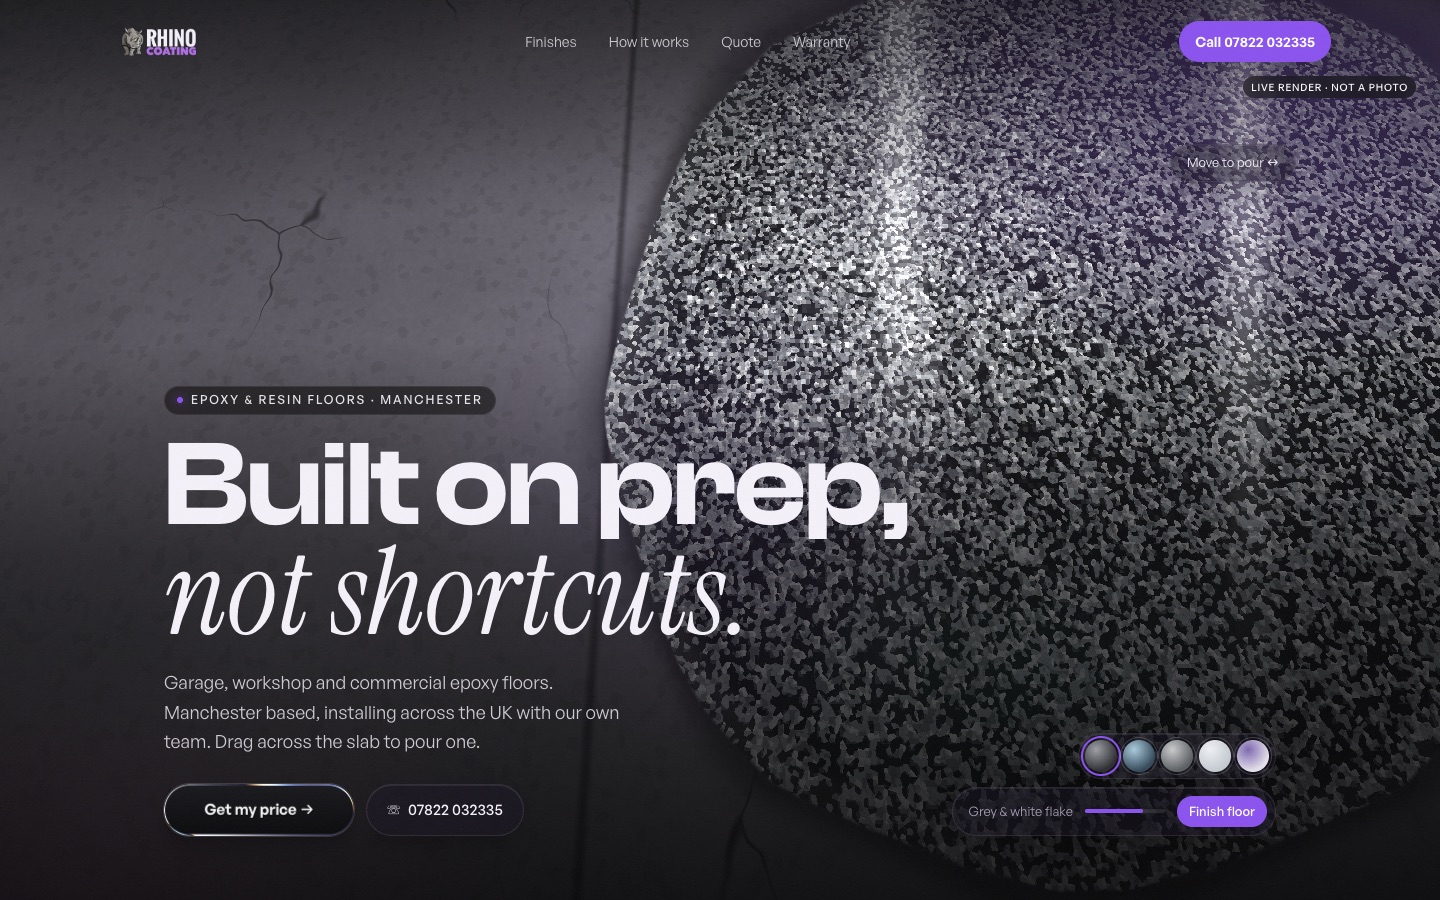 RHINO
COATING
Finishes
How it works
Quote
Warranty
Call 07822 032335
LIVE RENDER · NOT A PHOTO
Move to pour ↔
EPOXY & RESIN FLOORS · MANCHESTER
Built on prep,
not shortcuts.
Garage, workshop and commercial epoxy floors.
Manchester based, installing across the UK with our own
team. Drag across the slab to pour one.
Get my price →
☏ 07822 032335
Grey & white flake
Finish floor